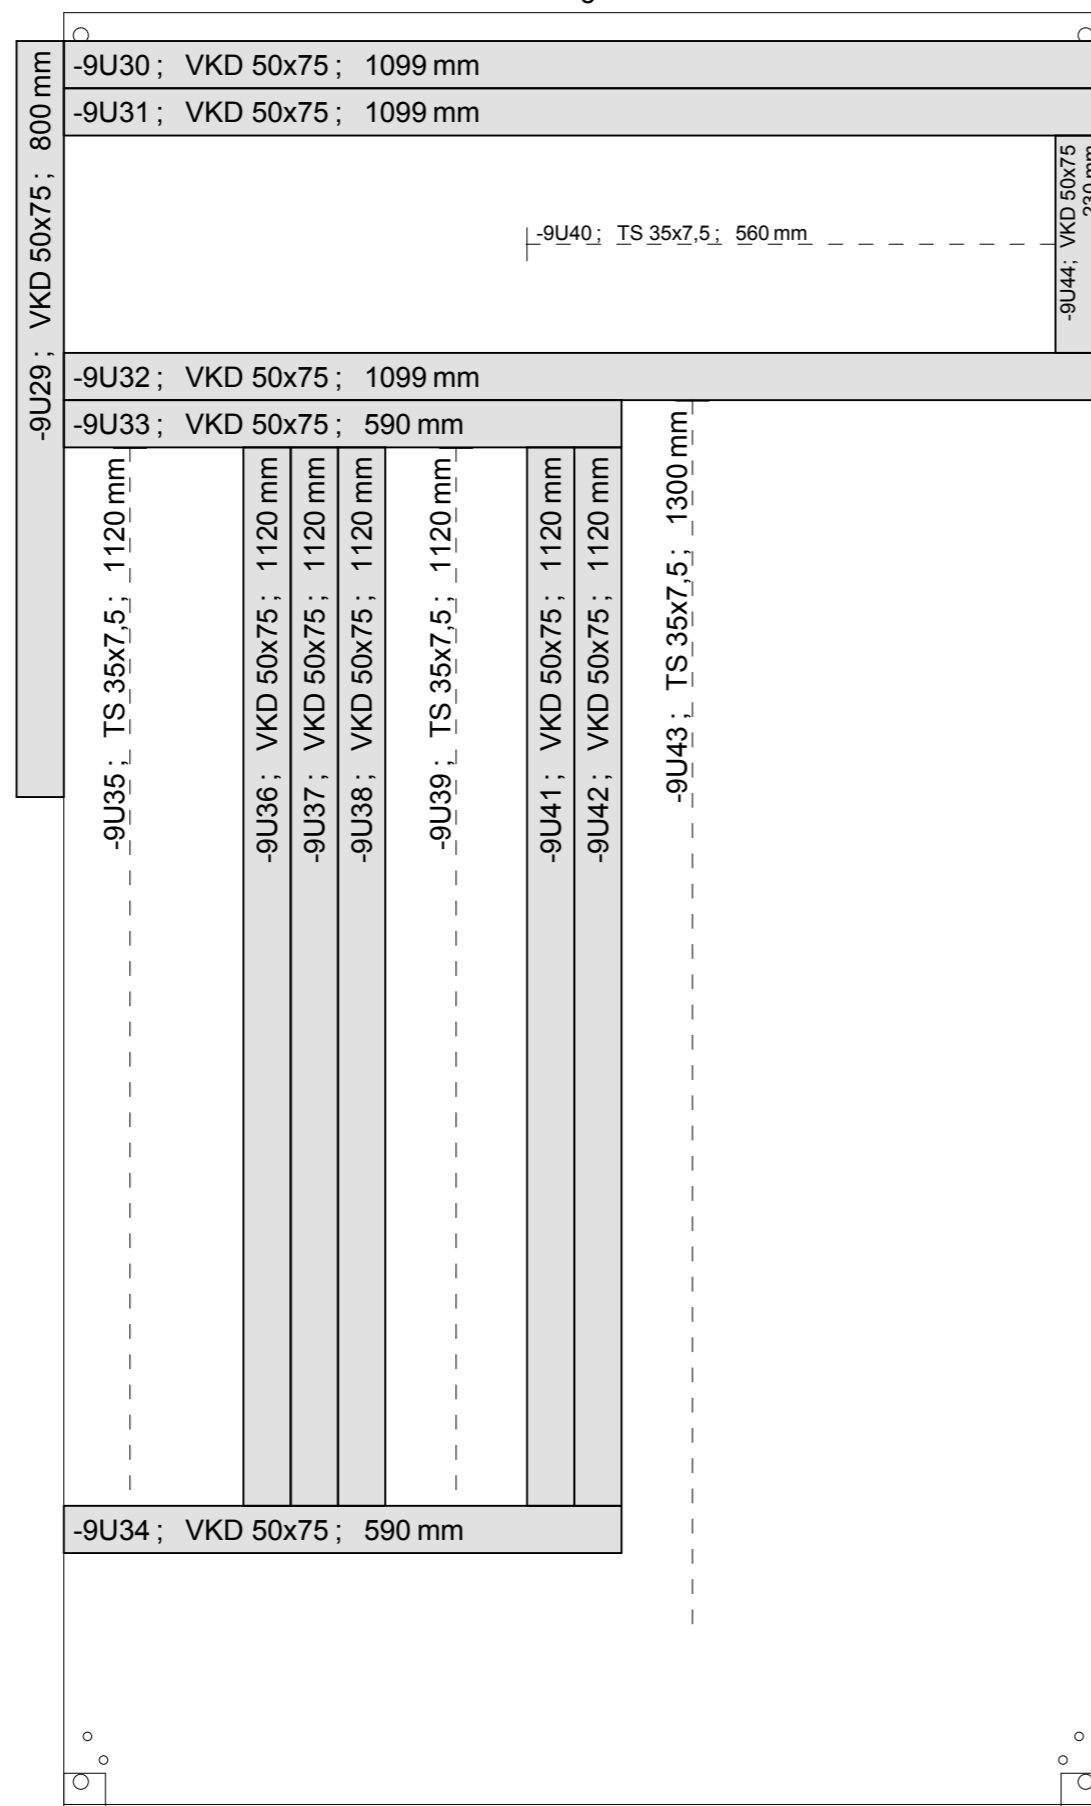 -9U30 ; VKD 50x75 ; 1099 mm
-9U31 ; VKD 50x75 ; 1099 mm
-9U29 ; VKD 50x75 ; 800 mm
-9U40 ; TS 35x7,5 ; 560 mm
-9U44; VKD 50x75
230 mm
-9U32 ; VKD 50x75 ; 1099 mm
-9U33 ; VKD 50x75 ; 590 mm
-9U35 ; TS 35x7,5 ; 1120 mm
-9U36 ; VKD 50x75 ; 1120 mm
-9U37 ; VKD 50x75 ; 1120 mm
-9U38 ; VKD 50x75 ; 1120 mm
-9U39 ; TS 35x7,5 ; 1120 mm
-9U41 ; VKD 50x75 ; 1120 mm
-9U42 ; VKD 50x75 ; 1120 mm
-9U43 ; TS 35x7,5 ; 1300 mm
-9U34 ; VKD 50x75 ; 590 mm